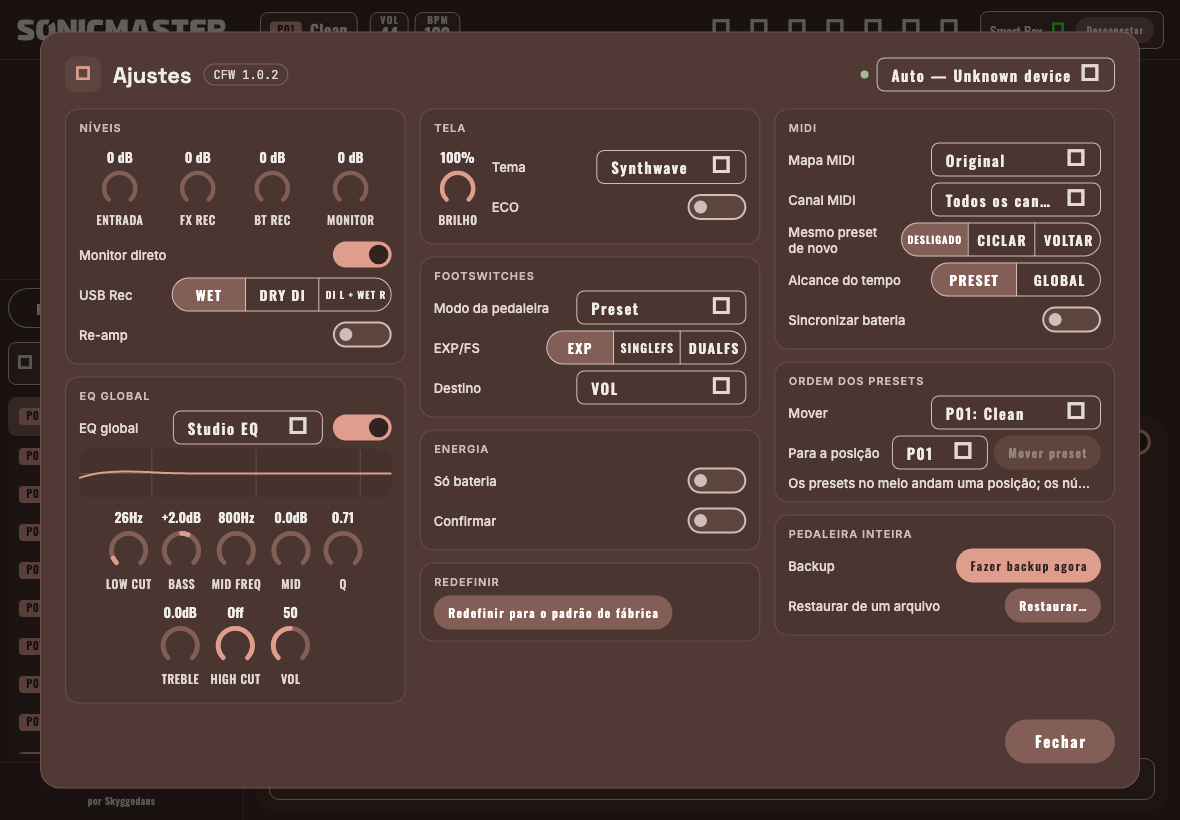 SONICMASTER
P01 Clean
VOL
44
BPM
Smart Box
Desconectar
Ajustes
CFW 1.0.2
Auto — Unknown device
NÍVEIS
0 dB 0 dB 0 dB 0 dB
ENTRADA FX REC BT REC MONITOR
Monitor direto
USB Rec
WET DRY DI DI L + WET R
Re-amp
EQ GLOBAL
EQ global
Studio EQ
26Hz +2.0dB 800Hz 0.0dB 0.71
LOW CUT BASS MID FREQ MID Q
0.0dB Off 50
TREBLE HIGH CUT VOL
TELA
100%
BRILHO
Tema
Synthwave
ECO
FOOTSWITCHES
Modo da pedaleira
Preset
EXP/FS
EXP SINGLEFS DUALFS
Destino
VOL
ENERGIA
Só bateria
Confirmar
REDEFINIR
Redefinir para o padrão de fábrica
MIDI
Mapa MIDI
Original
Canal MIDI
Todos os can…
Mesmo preset
de novo
DESLIGADO CICLAR VOLTAR
Alcance do tempo
PRESET GLOBAL
Sincronizar bateria
ORDEM DOS PRESETS
Mover
P01: Clean
Para a posição
P01
Mover preset
Os presets no meio andam uma posição; os nú…
PEDALEIRA INTEIRA
Backup
Fazer backup agora
Restaurar de um arquivo
Restaurar…
Fechar
por Skyggedans